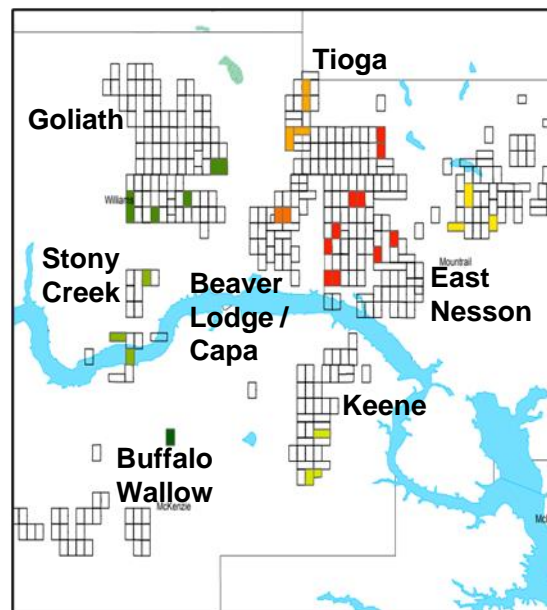 Tioga
Goliath
Williams
Mountrail
Stony
Creek
Beaver
Lodge /
Capa
East
Nesson
Keene
Buffalo
Wallow
McKenzie